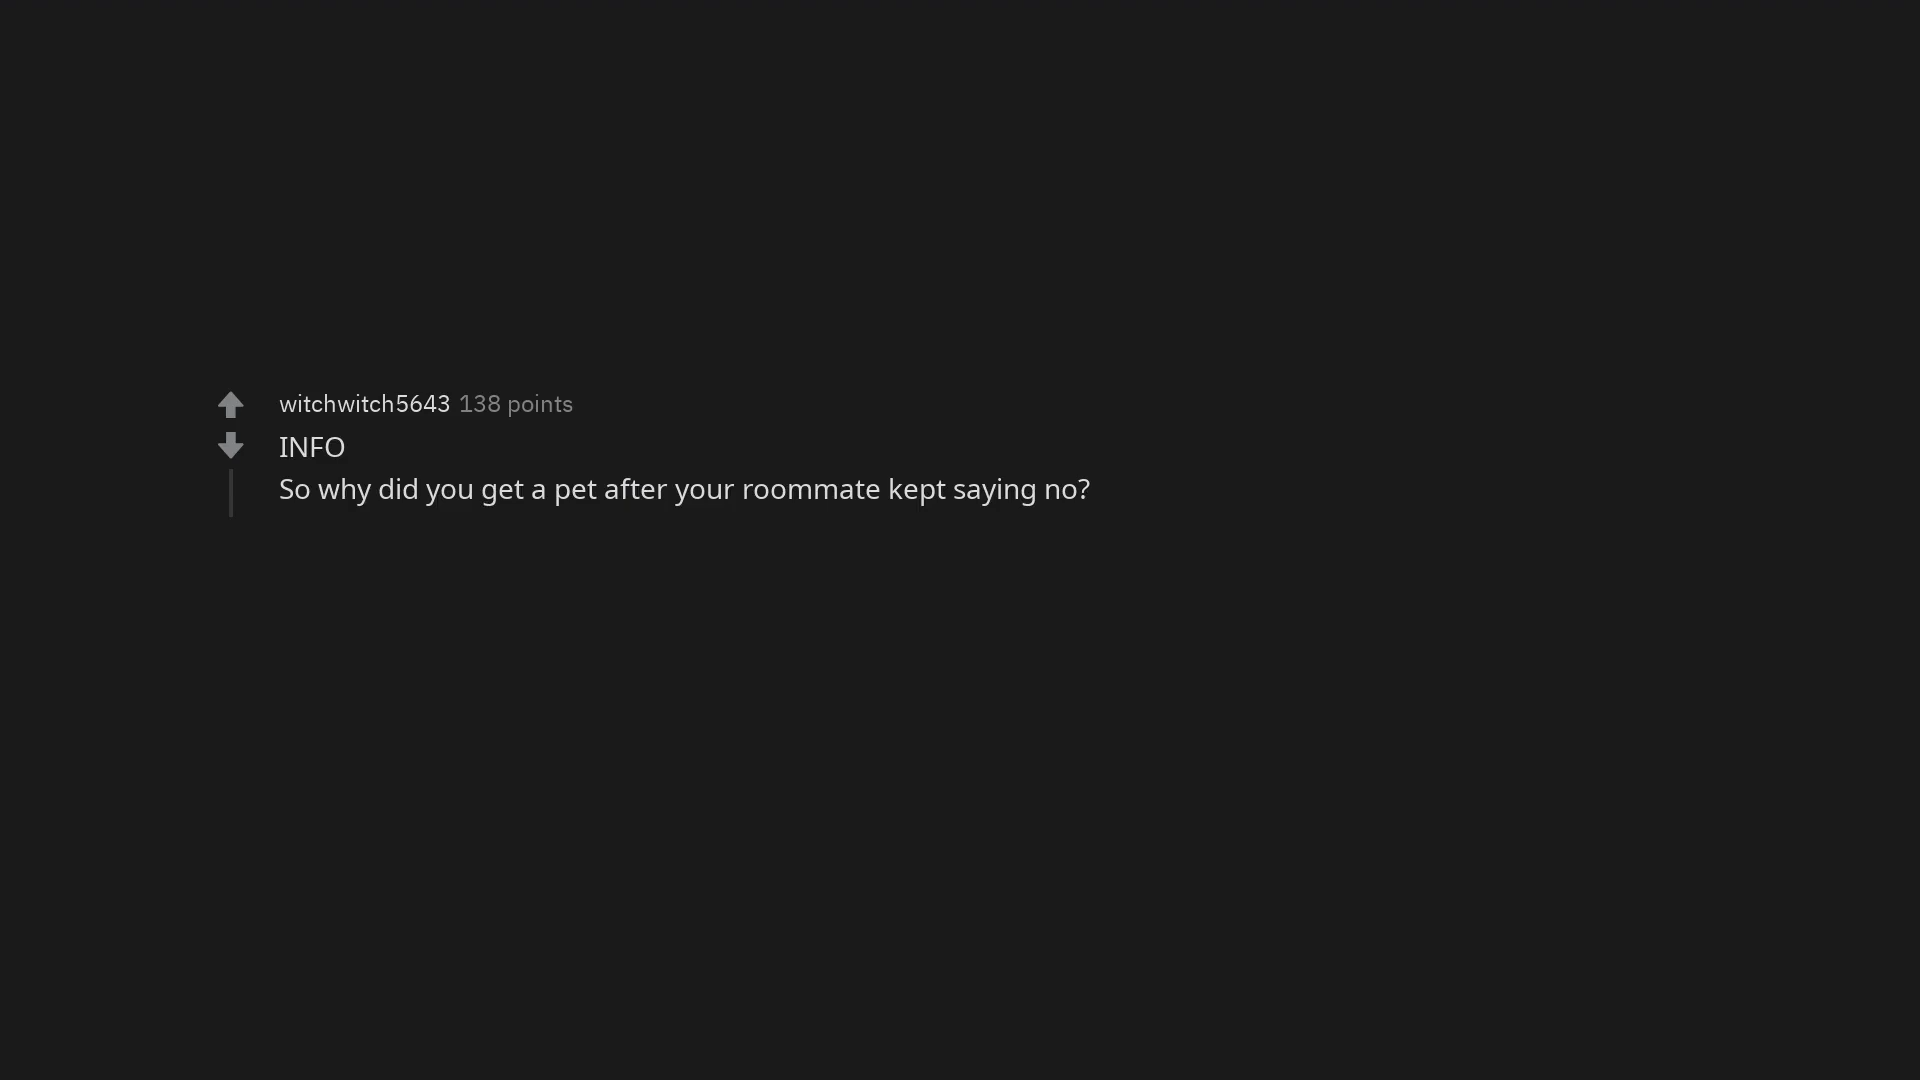 witchwitch5643 138 points
INFO
So why did you get a pet after your roommate kept saying no?